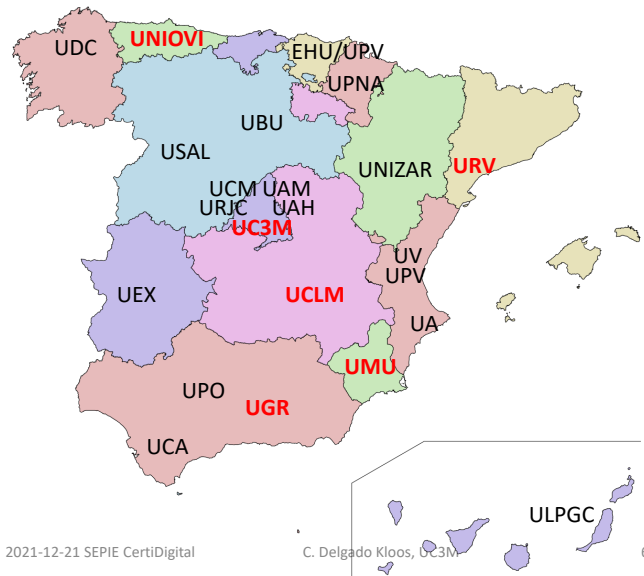 UDC
UNIOVI
EHU/UPV
UPNA
UBU
USAL
UNIZAR
URV
UCM UAM
URJC UAH
UC3M
UV
UPV
UEX
UCLM
UA
UMU
UPO
UGR
UCA
ULPGC
2021-12-21 SEPIE CertiDigital
C. Delgado Kloos, UC3M